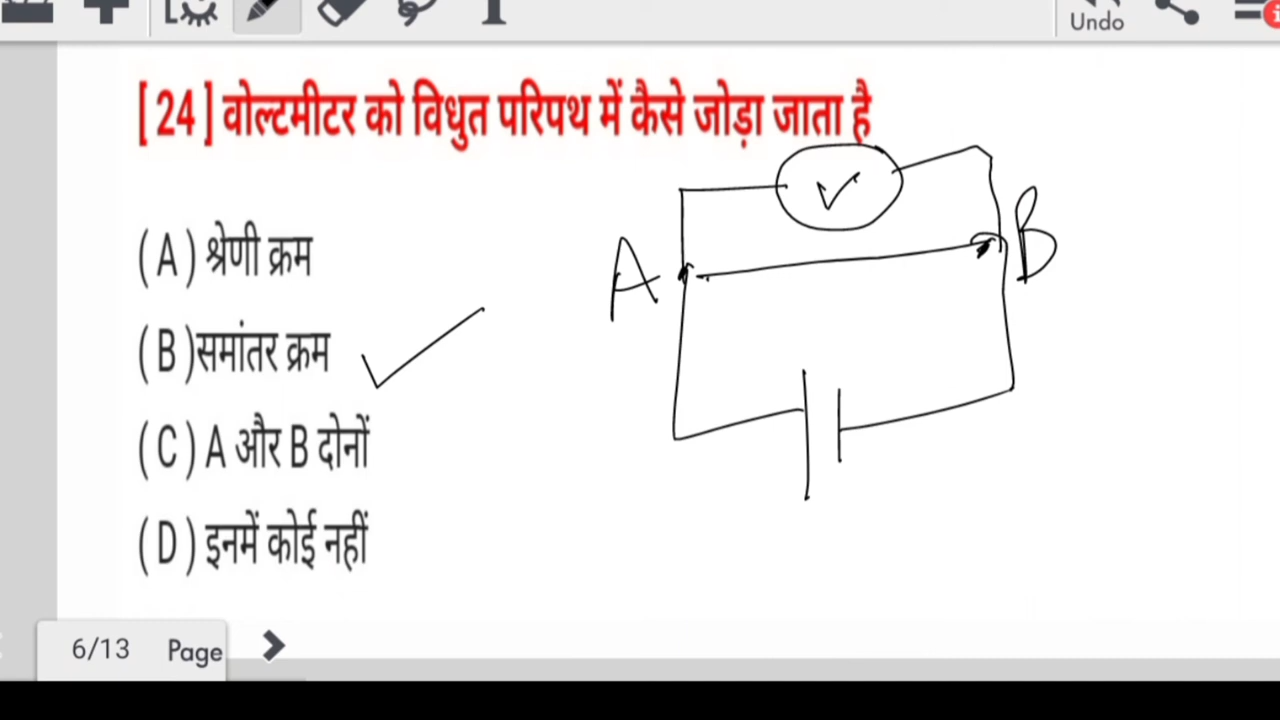 Undo
[ 24 ] वोल्टमीटर को विधुत परिपथ में कैसे जोड़ा जाता है
V
A
B
( A ) श्रेणी क्रम
( B )समांतर क्रम
( C ) A और B दोनों
( D ) इनमें कोई नहीं
6/13 Page